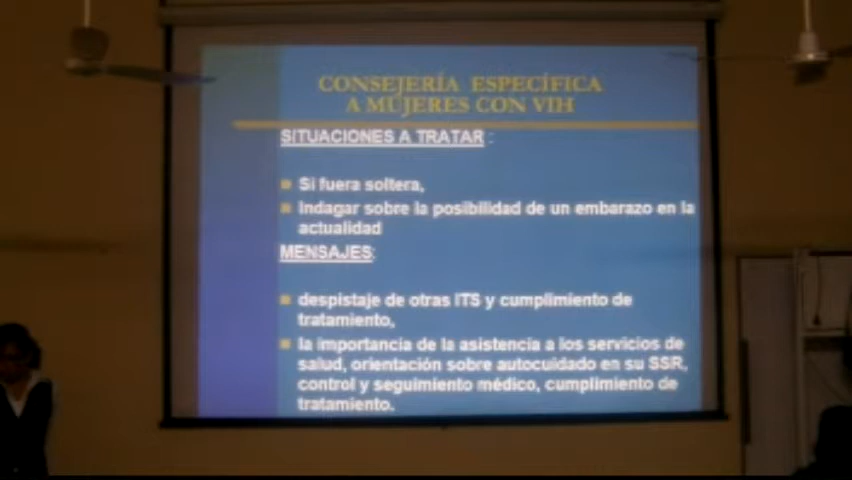 CONSEJERÍA ESPECÍFICA
A MUJERES CON VIH
SITUACIONES A TRATAR :
Si fuera soltera,
Indagar sobre la posibilidad de un embarazo en la
actualidad
MENSAJES:
despistaje de otras ITS y cumplimiento de
tratamiento,
la importancia de la asistencia a los servicios de
salud, orientación sobre autocuidado en su SSR,
control y seguimiento médico, cumplimiento de
tratamiento.